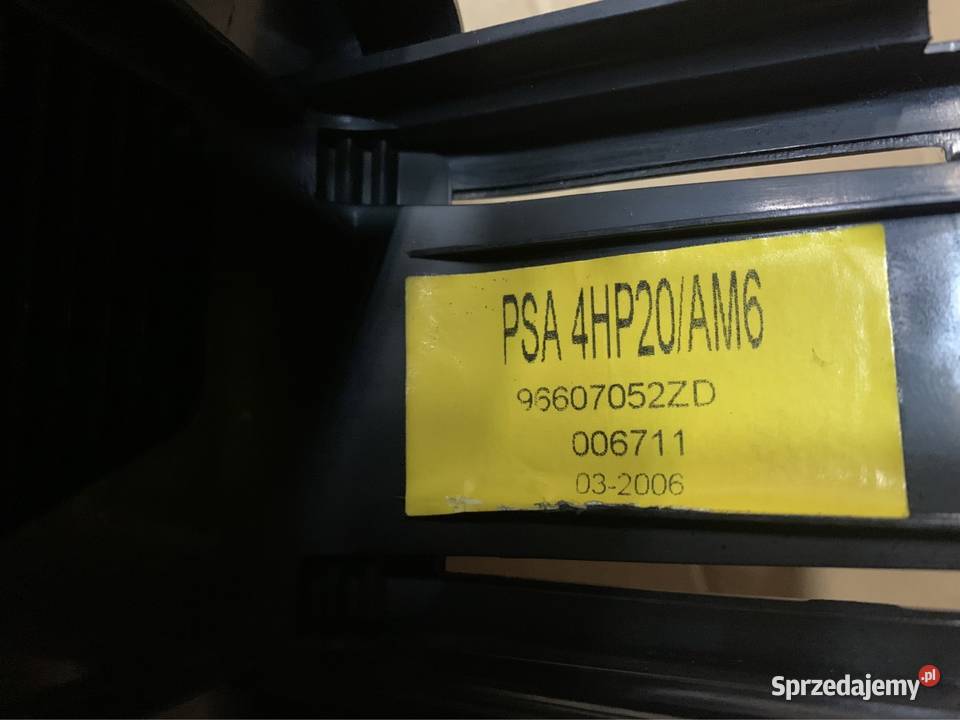 PSA 4HP20/AM6
96607052ZD
006711
03-2006
Sprzedajemy.pl